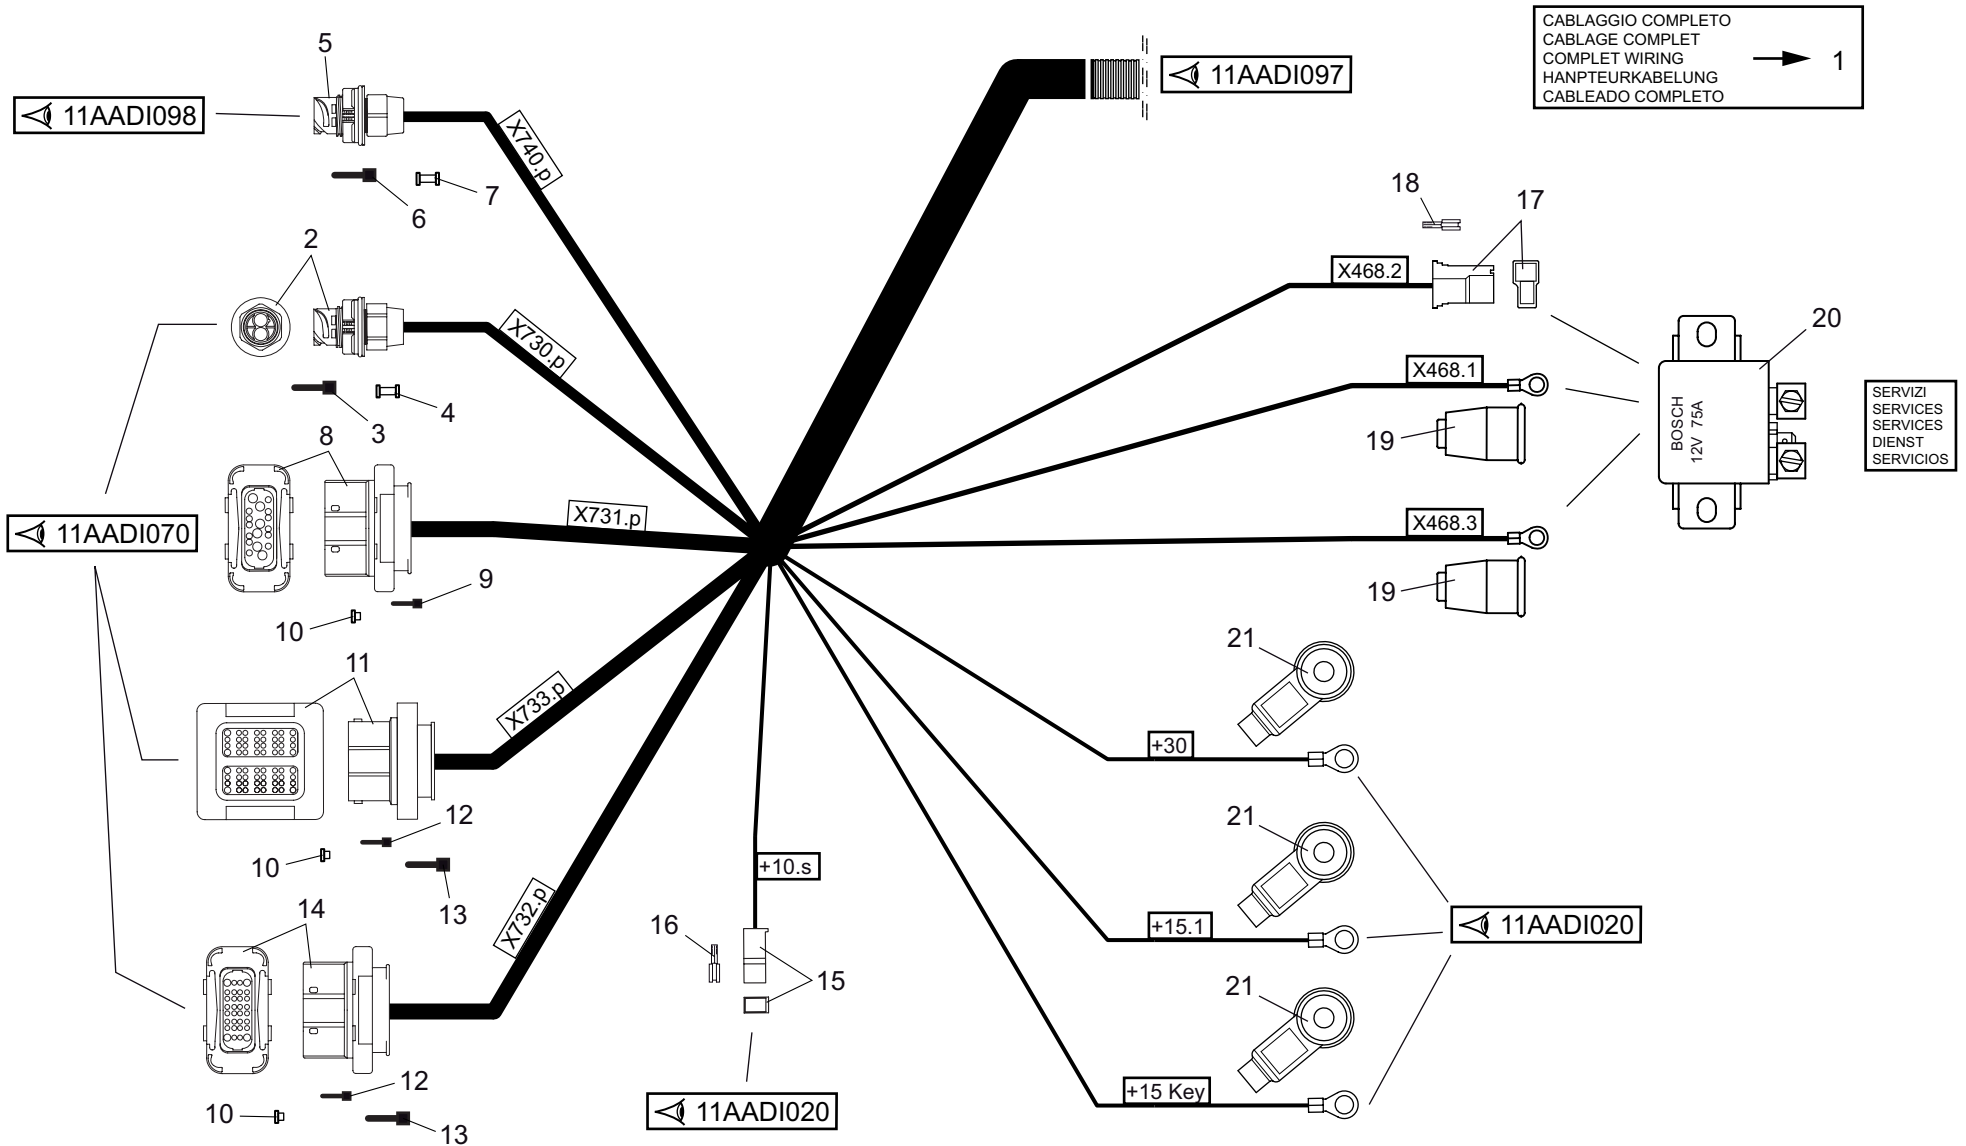 CABLAGGIO COMPLETO
CABLAGE COMPLET
COMPLET WIRING
HANPTEURKABELUNG
CABLEADO COMPLETO
1
5
11AADI097
11AADI098
X740.p
7
6
18
17
2
X468.2
X730.p
20
4
3
X468.1
BOSCH
12V 75A
SERVIZI
SERVICES
SERVICES
DIENST
SERVICIOS
8
19
X731.p
X468.3
11AADI070
9
10
19
21
11
X733.p
+30
12
10
13
21
+10.s
14
X732.p
16
15
+15.1
11AADI020
21
12
10
13
11AADI020
+15 Key